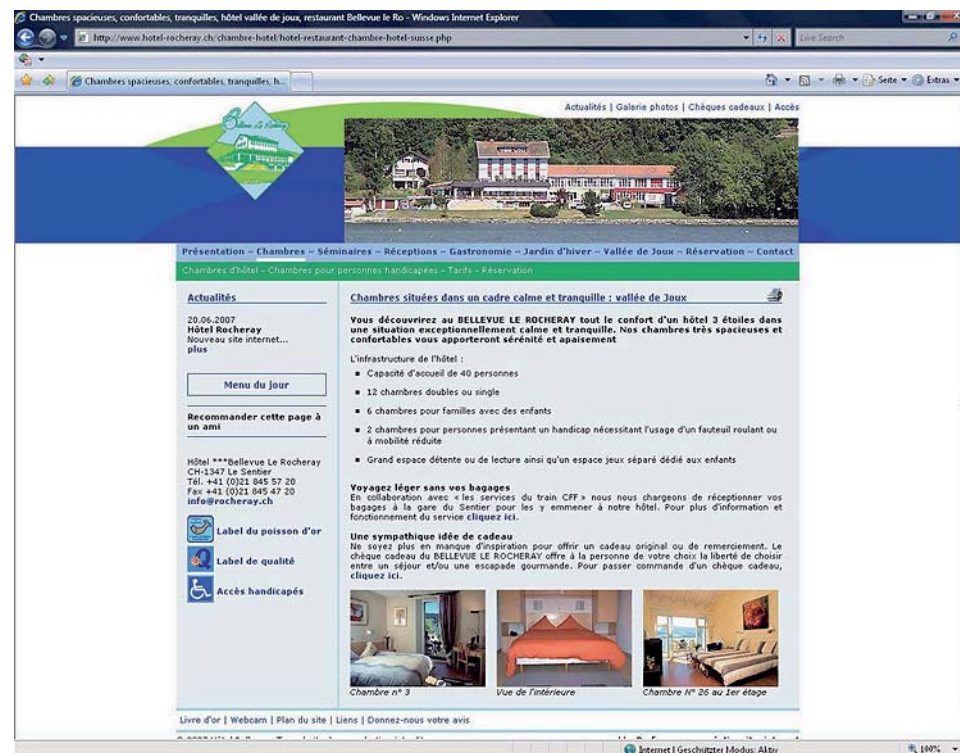 Chambres spacieuses, confortables, tranquilles, hôtel vallée de joux, restaurant Bellevue le Ro - Windows Internet Explorer
http://www.hotel-rocheray.ch/chambre-hotel/hotel-restaurant-chambre-hotel-suisse.php
Live Search
Chambres spacieuses, confortables, tranquilles, h...
Seite
Extras
Actualités | Galerie photos | Chèques cadeaux | Accès
Bellevue Le Rocheray
Présentation -- Chambres -- Séminaires -- Réceptions -- Gastronomie -- Jardin d'hiver -- Vallée de Joux -- Réservation -- Contact
Chambres d'hôtel - Chambres pour personnes handicapées - Tarifs - Réservation
Actualités
20.06.2007
Hôtel Rocheray
Nouveau site internet...
plus
Menu du jour
Recommander cette page à
un ami
Hôtel ***Bellevue Le Rocheray
CH-1347 Le Sentier
Tél. +41 (0)21 845 57 20
Fax +41 (0)21 845 47 20
info@rocheray.ch
Label du poisson d'or
Label de qualité
Accès handicapés
Chambres situées dans un cadre calme et tranquille : vallée de Joux
Vous découvrirez au BELLEVUE LE ROCHERAY tout le confort d'un hôtel 3 étoiles dans
une situation exceptionnellement calme et tranquille. Nos chambres très spacieuses et
confortables vous apporteront sérénité et apaisement
L'infrastructure de l'hôtel :
Capacité d'accueil de 40 personnes
12 chambres doubles ou single
6 chambres pour familles avec des enfants
2 chambres pour personnes présentant un handicap nécessitant l'usage d'un fauteuil roulant ou
à mobilité réduite
Grand espace détente ou de lecture ainsi qu'un espace jeux séparé dédié aux enfants
Voyagez léger sans vos bagages
En collaboration avec « les services du train CFF » nous nous chargeons de réceptionner vos
bagages à la gare du Sentier pour les y emmener à notre hôtel. Pour plus d'information et
fonctionnement du service cliquez ici.
Une sympathique idée de cadeau
Ne soyez plus en manque d'inspiration pour offrir un cadeau original ou de remerciement. Le
chèque cadeau du BELLEVUE LE ROCHERAY offre à la personne de votre choix la liberté de choisir
entre un séjour et/ou une escapade gourmande. Pour passer commande d'un chèque cadeau,
cliquez ici.
Chambre n° 3
Vue de l'intérieure
Chambre N° 26 au 1er étage
Livre d'or | Webcam | Plan du site | Liens | Donnez-nous votre avis
Internet | Geschützter Modus: Aktiv
100%